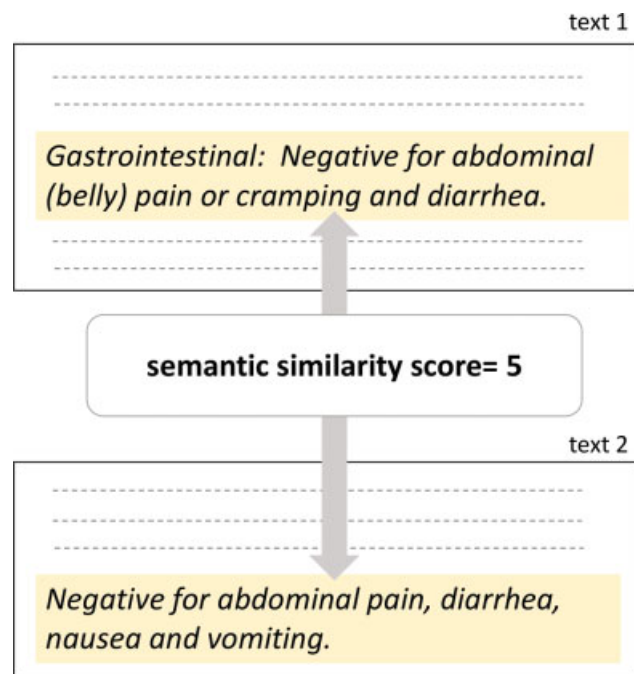 text 1
Gastrointestinal:  Negative for abdominal
(belly) pain or cramping and diarrhea.
semantic similarity score= 5
text 2
Negative for abdominal pain, diarrhea,
nausea and vomiting.